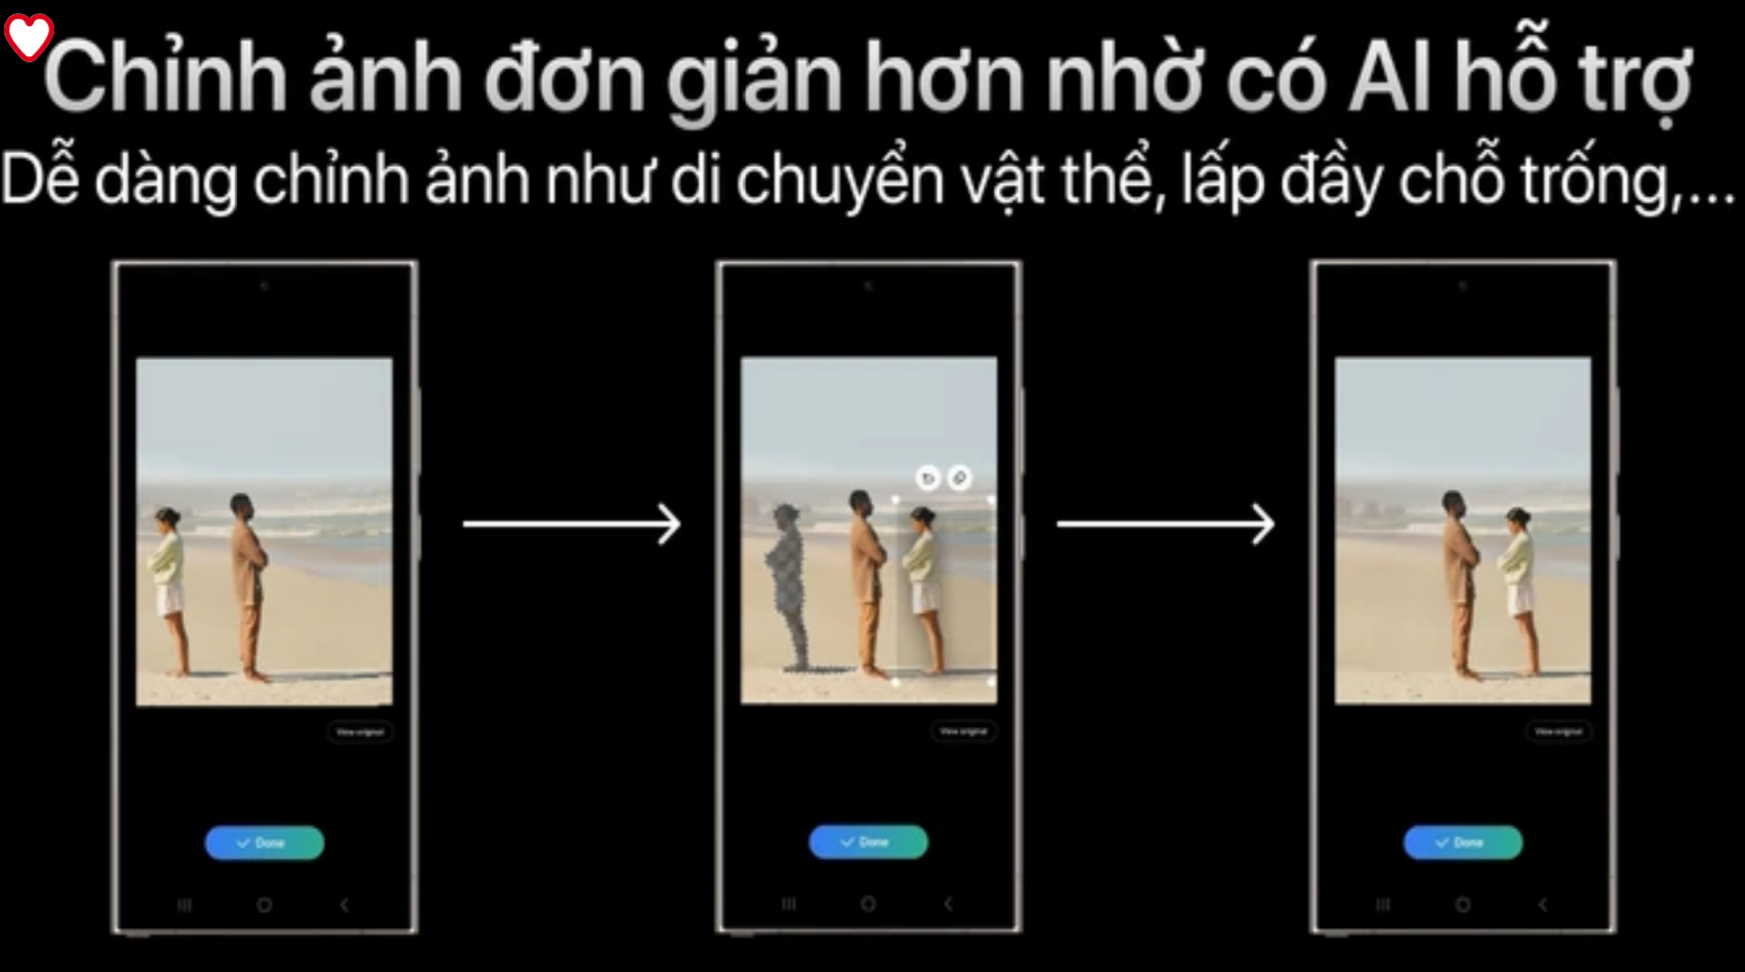 Chỉnh ảnh đơn giản hơn nhờ có AI hỗ trợ
Dễ dàng chỉnh ảnh như di chuyển vật thể, lấp đầy chỗ trống,...
View original
View original
View original
Done
Done
Done